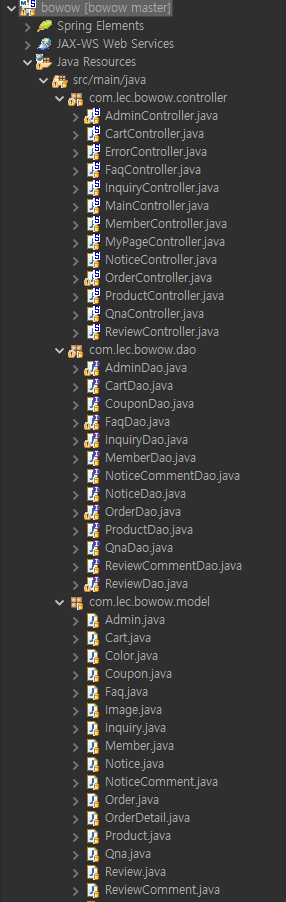 bowow [bowow master]
Spring Elements
JAX-WS Web Services
Java Resources
src/main/java
com.lec.bowow.controller
AdminController.java
CartController.java
ErrorController.java
FaqController.java
InquiryController.java
MainController.java
MemberController.java
MyPageController.java
NoticeController.java
OrderController.java
ProductController.java
QnaController.java
ReviewController.java
com.lec.bowow.dao
AdminDao.java
CartDao.java
CouponDao.java
FaqDao.java
InquiryDao.java
MemberDao.java
NoticeCommentDao.java
NoticeDao.java
OrderDao.java
ProductDao.java
QnaDao.java
ReviewCommentDao.java
ReviewDao.java
com.lec.bowow.model
Admin.java
Cart.java
Color.java
Coupon.java
Faq.java
Image.java
Inquiry.java
Member.java
Notice.java
NoticeComment.java
Order.java
OrderDetail.java
Product.java
Qna.java
Review.java
ReviewComment.java